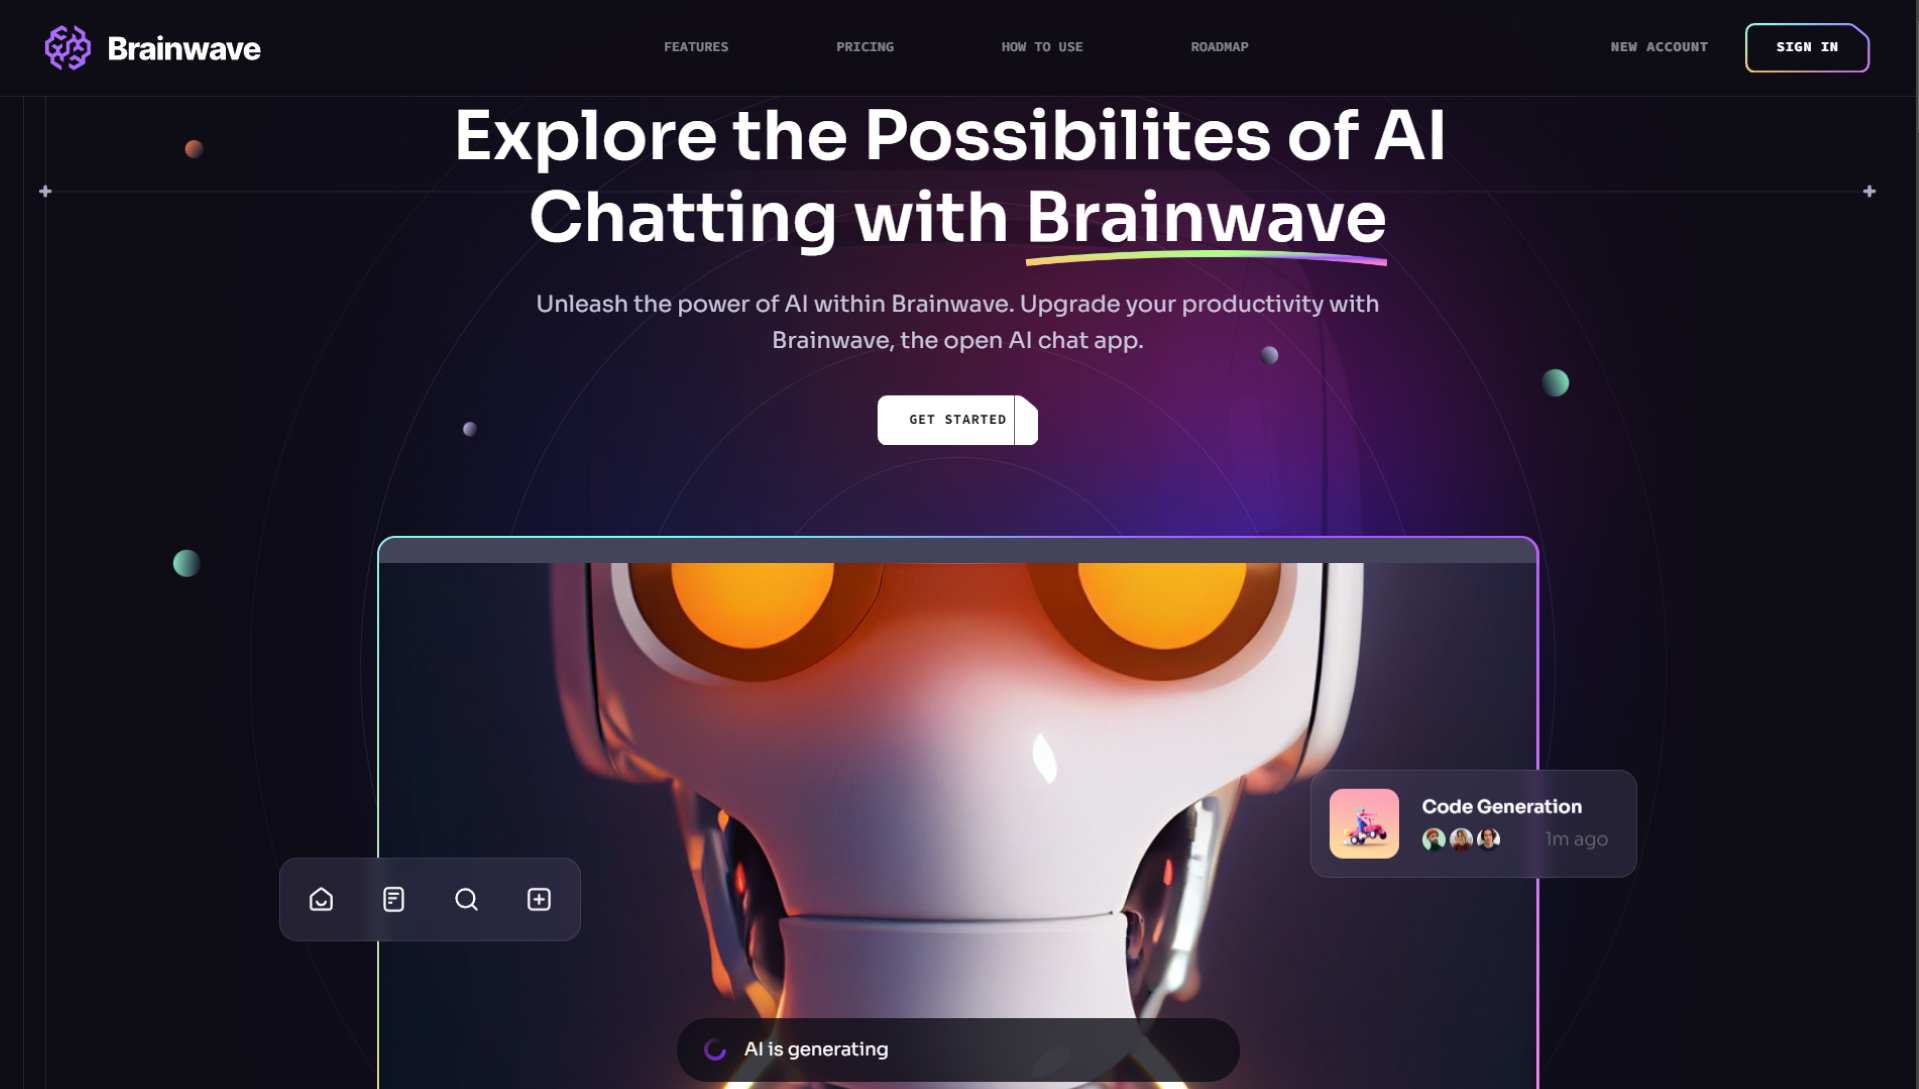 Brainwave
FEATURES
PRICING
HOW TO USE
ROADMAP
NEW ACCOUNT
SIGN IN
Explore the Possibilites of AI
Chatting with Brainwave
Unleash the power of AI within Brainwave. Upgrade your productivity with
Brainwave, the open AI chat app.
GET STARTED
Code Generation
1m ago
AI is generating